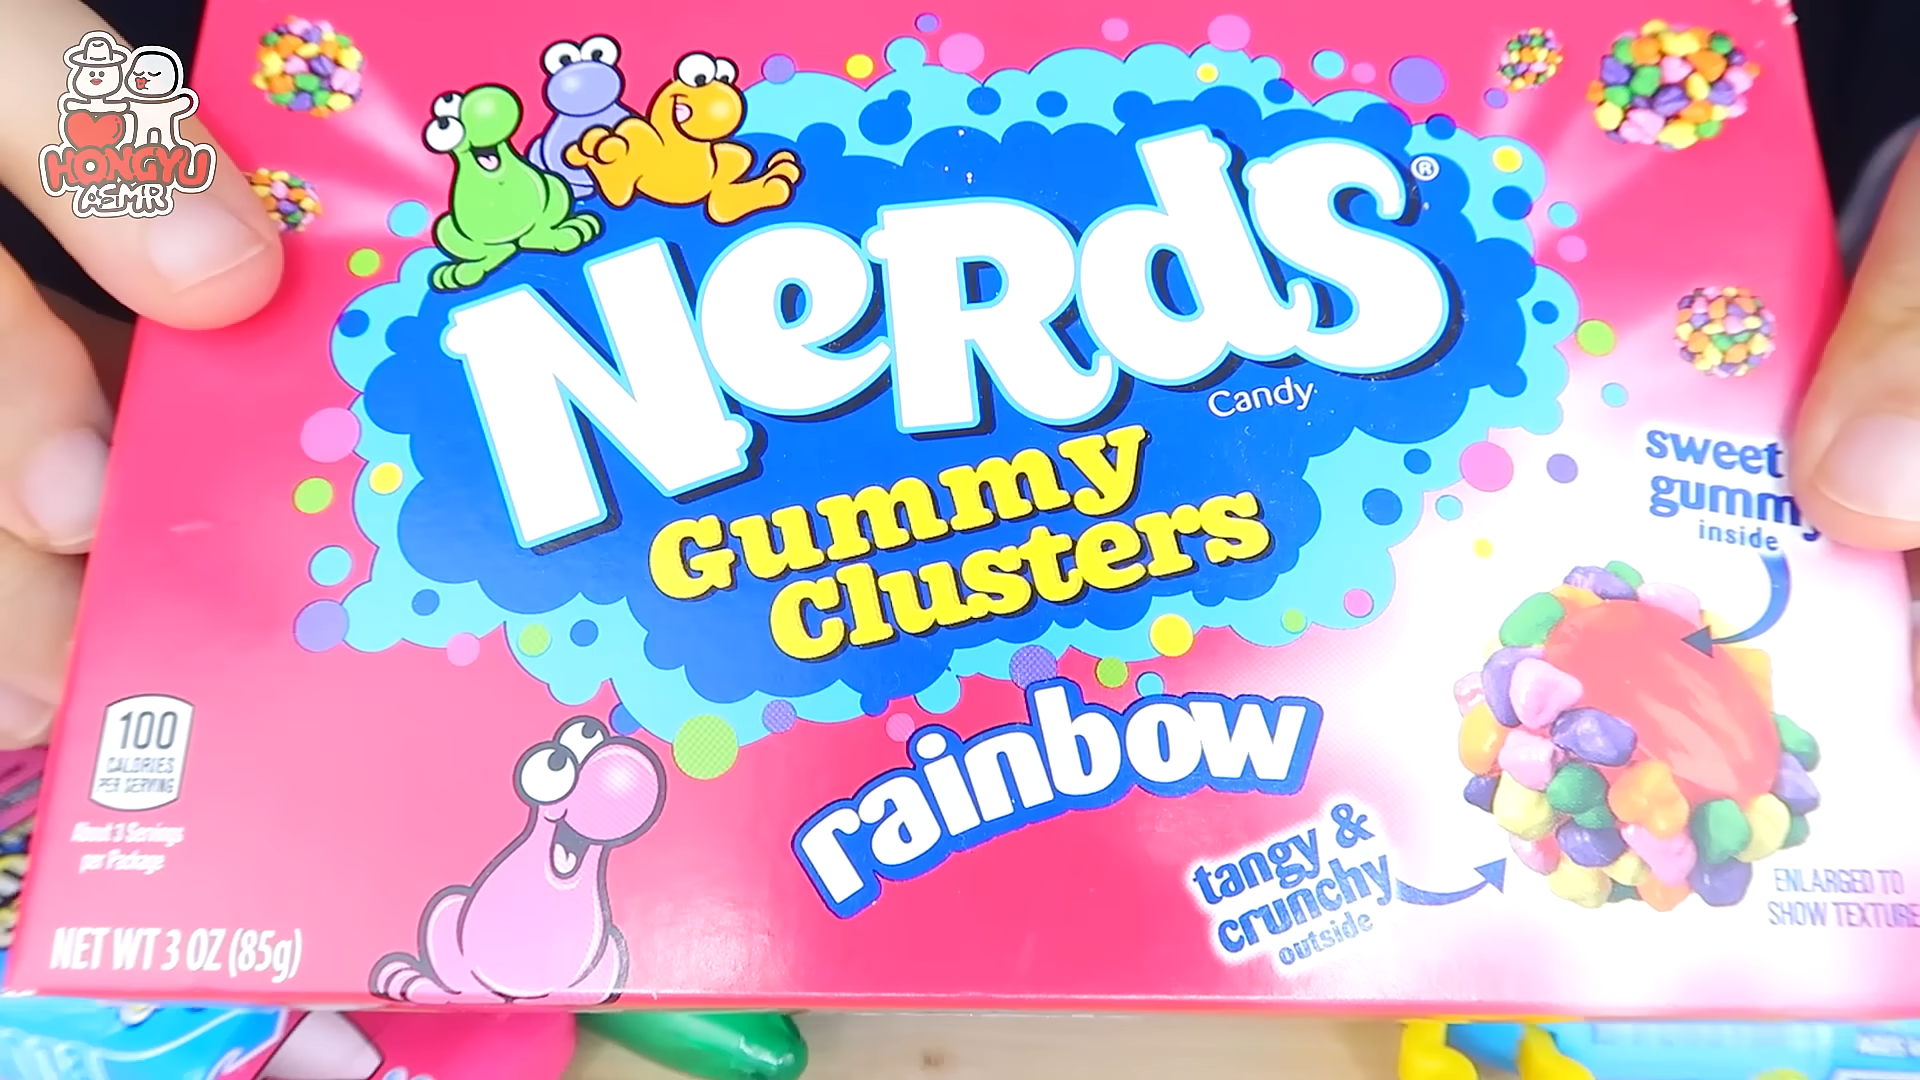 HONGYU
ASMR
Nerds®
Candy
Gummy
Clusters
rainbow
sweet
gummy
inside
tangy &
crunchy
outside
ENLARGED TO
SHOW TEXTURE
100
CALORIES
PER SERVING
About 3 Servings
per Package
NET WT 3 OZ (85g)